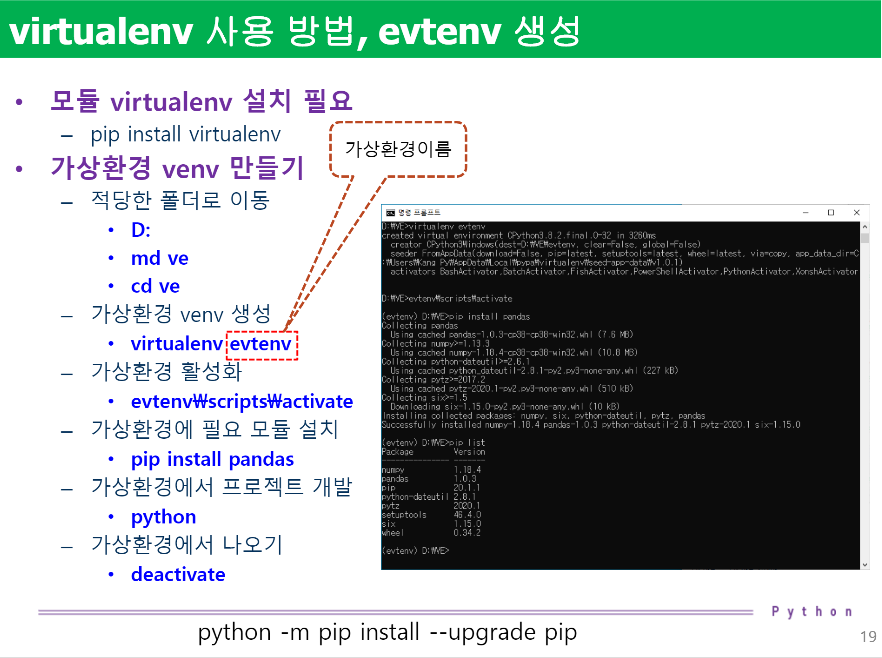 virtualenv 사용 방법, evtenv 생성
• 모듈 virtualenv 설치 필요
– pip install virtualenv
가상환경이름
• 가상환경 venv 만들기
– 적당한 폴더로 이동
• D:
• md ve
• cd ve
– 가상환경 venv 생성
• virtualenv evtenv
– 가상환경 활성화
• evtenv₩scripts₩activate
– 가상환경에 필요 모듈 설치
• pip install pandas
– 가상환경에서 프로젝트 개발
• python
– 가상환경에서 나오기
• deactivate
명령 프롬프트
D:₩VE>virtualenv evtenv
created virtual environment CPython3.8.2.final.0-32 in 3260ms
creator CPython3Windows(dest=D:₩VE₩evtenv, clear=False, global=False)
seeder FromAppData(download=False, pip=latest, setuptools=latest, wheel=latest, via=copy, app_data_dir=C
:₩Users₩Kang Py₩AppData₩Local₩pypa₩virtualenv₩seed-app-data₩v1.0.1)
activators BashActivator,BatchActivator,FishActivator,PowerShellActivator,PythonActivator,XonshActivator
D:₩VE>evtenv₩scripts₩activate
(evtenv) D:₩VE>pip install pandas
Collecting pandas
Using cached pandas-1.0.3-cp38-cp38-win32.whl (7.6 MB)
Collecting numpy>=1.13.3
Using cached numpy-1.18.4-cp38-cp38-win32.whl (10.8 MB)
Collecting python-dateutil>=2.6.1
Using cached python_dateutil-2.8.1-py2.py3-none-any.whl (227 kB)
Collecting pytz>=2017.2
Using cached pytz-2020.1-py2.py3-none-any.whl (510 kB)
Collecting six>=1.5
Downloading six-1.15.0-py2.py3-none-any.whl (10 kB)
Installing collected packages: numpy, six, python-dateutil, pytz, pandas
Successfully installed numpy-1.18.4 pandas-1.0.3 python-dateutil-2.8.1 pytz-2020.1 six-1.15.0
(evtenv) D:₩VE>pip list
Package Version
--------------- -------
numpy 1.18.4
pandas 1.0.3
pip 20.1.1
python-dateutil 2.8.1
pytz 2020.1
setuptools 46.4.0
six 1.15.0
wheel 0.34.2
(evtenv) D:₩VE>
Python
python -m pip install --upgrade pip
19